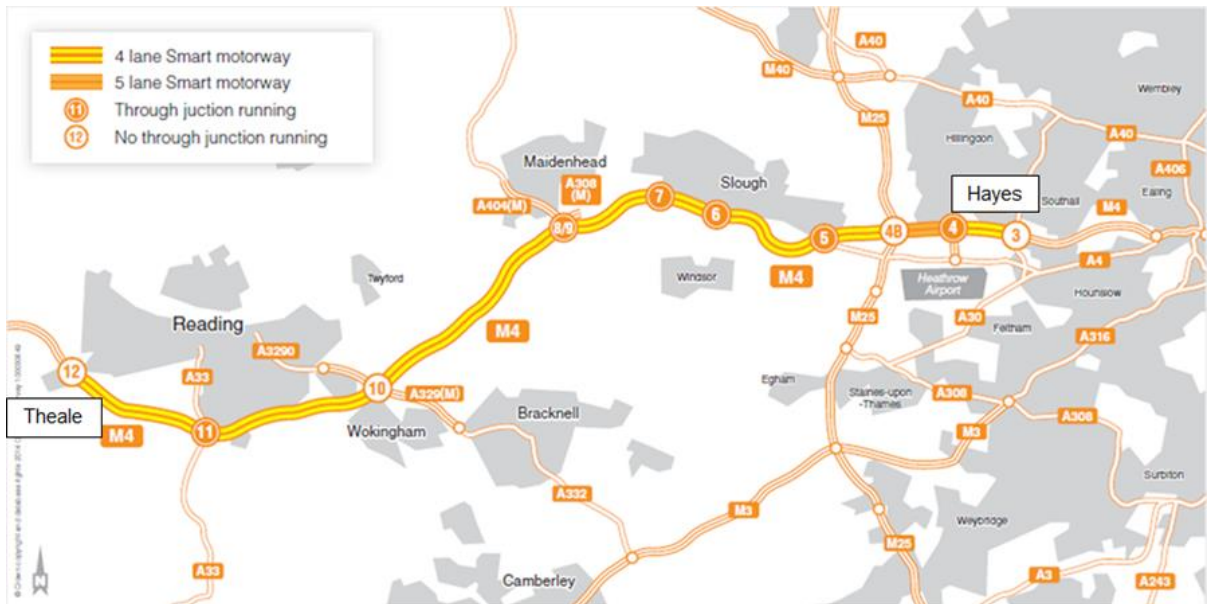 4 lane Smart motorway
5 lane Smart motorway
11 Through juction running
12 No through junction running
A40
M40
A40
Wembley
M25
Hillingdon
A40
A406
Maidenhead
A308
(M)
Slough
Hayes
Southall
Ealing
A404(M)
7
6
M4
8/9
5
4B
4
3
Twyford
Windsor
M4
A4
Heathrow
Airport
Hounslow
Reading
M4
M25
A30
Feltham
A316
A3290
12
A33
10
A329(M)
Egham
Staines-upon
-Thames
A308
A308
Theale
M4
11
Wokingham
Bracknell
M3
Surbiton
A332
M3
Weybridge
A33
M25
Camberley
A3
A243
N